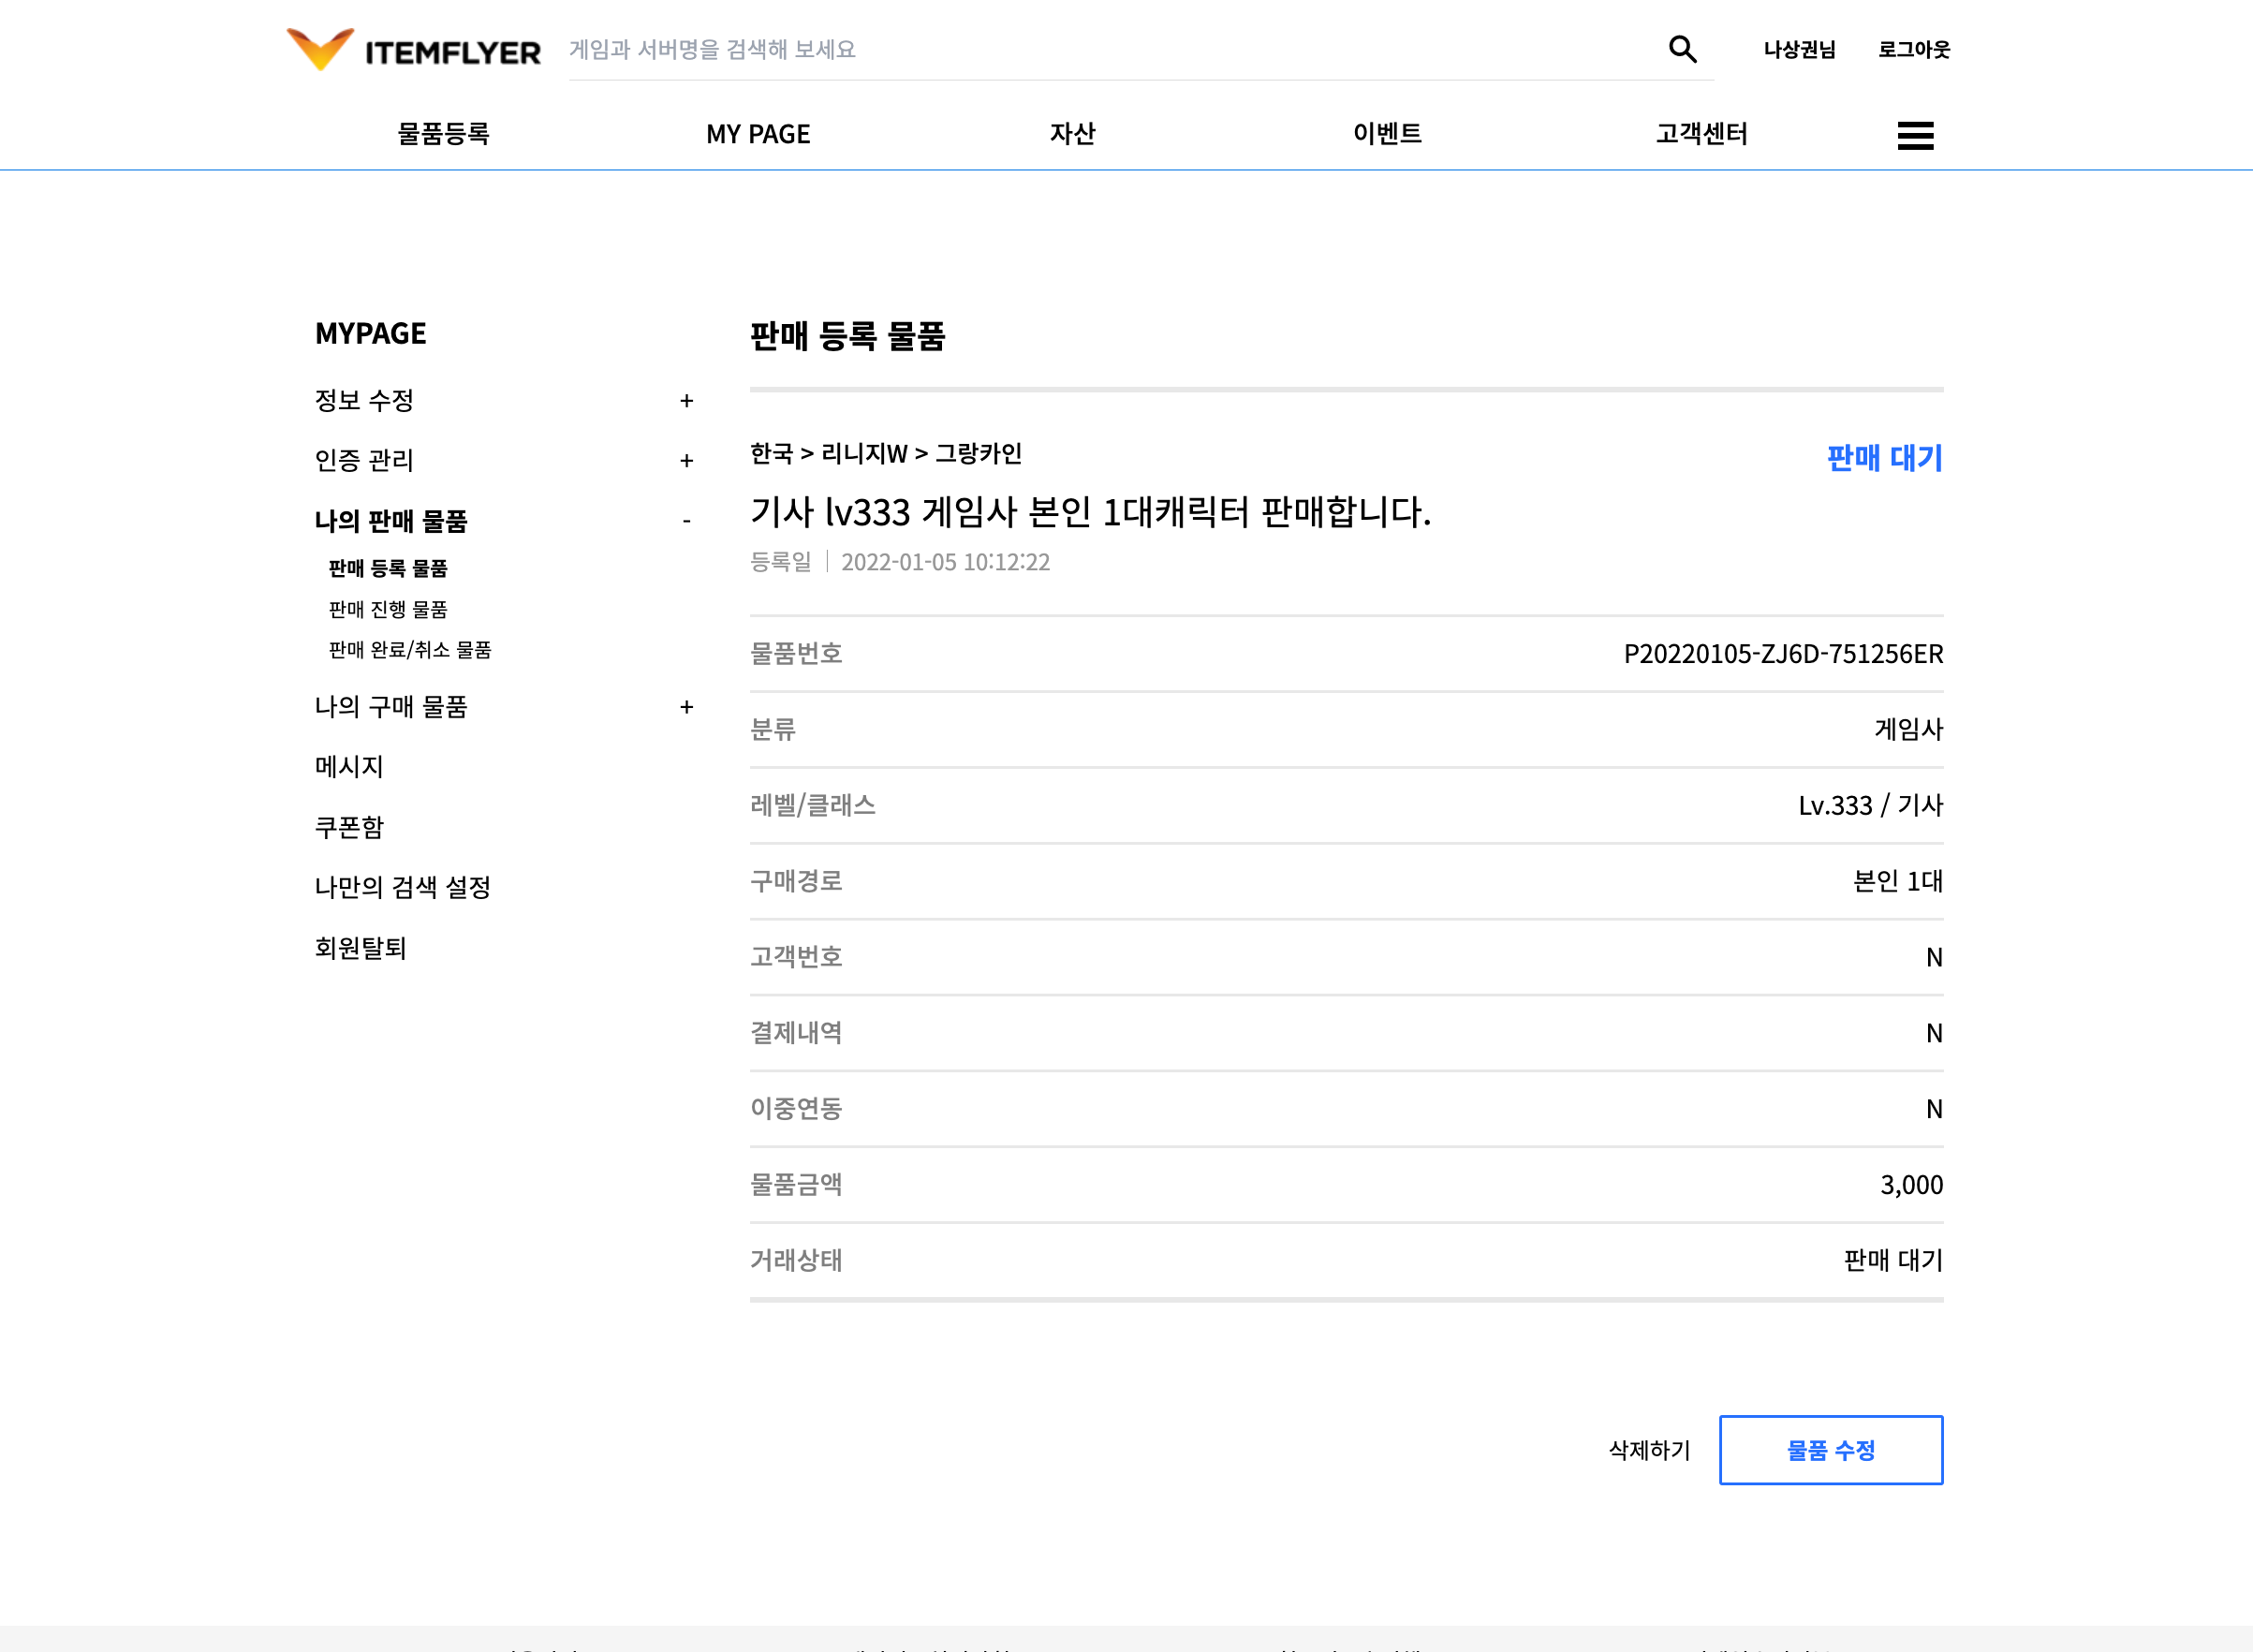 ITEMFLYER
게임과 서버명을 검색해 보세요
나상권님 로그아웃
물품등록 MY PAGE 자산 이벤트 고객센터
MYPAGE
정보 수정 +
인증 관리 +
나의 판매 물품 -
판매 등록 물품
판매 진행 물품
판매 완료/취소 물품
나의 구매 물품 +
메시지
쿠폰함
나만의 검색 설정
회원탈퇴
판매 등록 물품
한국 > 리니지W > 그랑카인
판매 대기
기사 lv333 게임사 본인 1대캐릭터 판매합니다.
등록일 | 2022-01-05 10:12:22
물품번호 P20220105-ZJ6D-751256ER
분류 게임사
레벨/클래스 Lv.333 / 기사
구매경로 본인 1대
고객번호 N
결제내역 N
이중연동 N
물품금액 3,000
거래상태 판매 대기
삭제하기 물품 수정